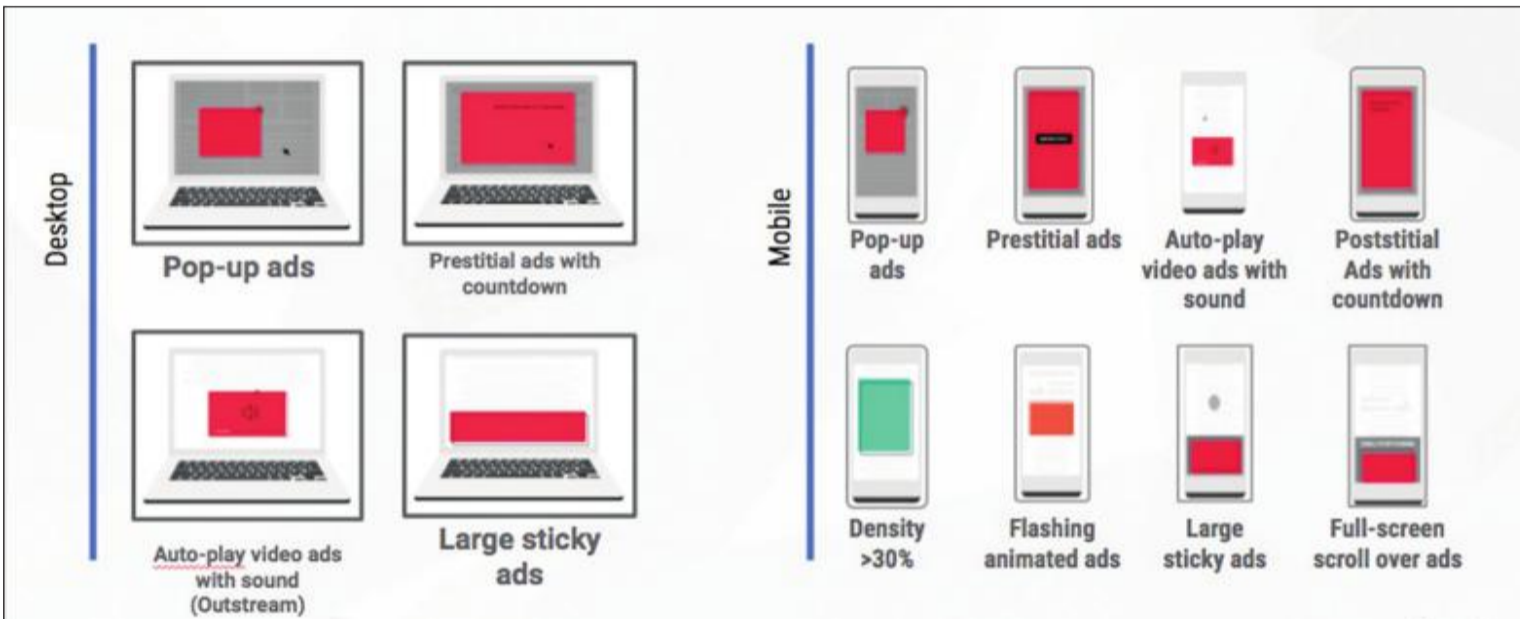 Desktop
Pop-up ads
Prestitial ads with
countdown
Auto-play video ads
with sound
(Outstream)
Large sticky
ads
Mobile
Pop-up
ads
Prestitial ads
Auto-play
video ads with
sound
Poststitial
Ads with
countdown
Density
>30%
Flashing
animated ads
Large
sticky ads
Full-screen
scroll over ads